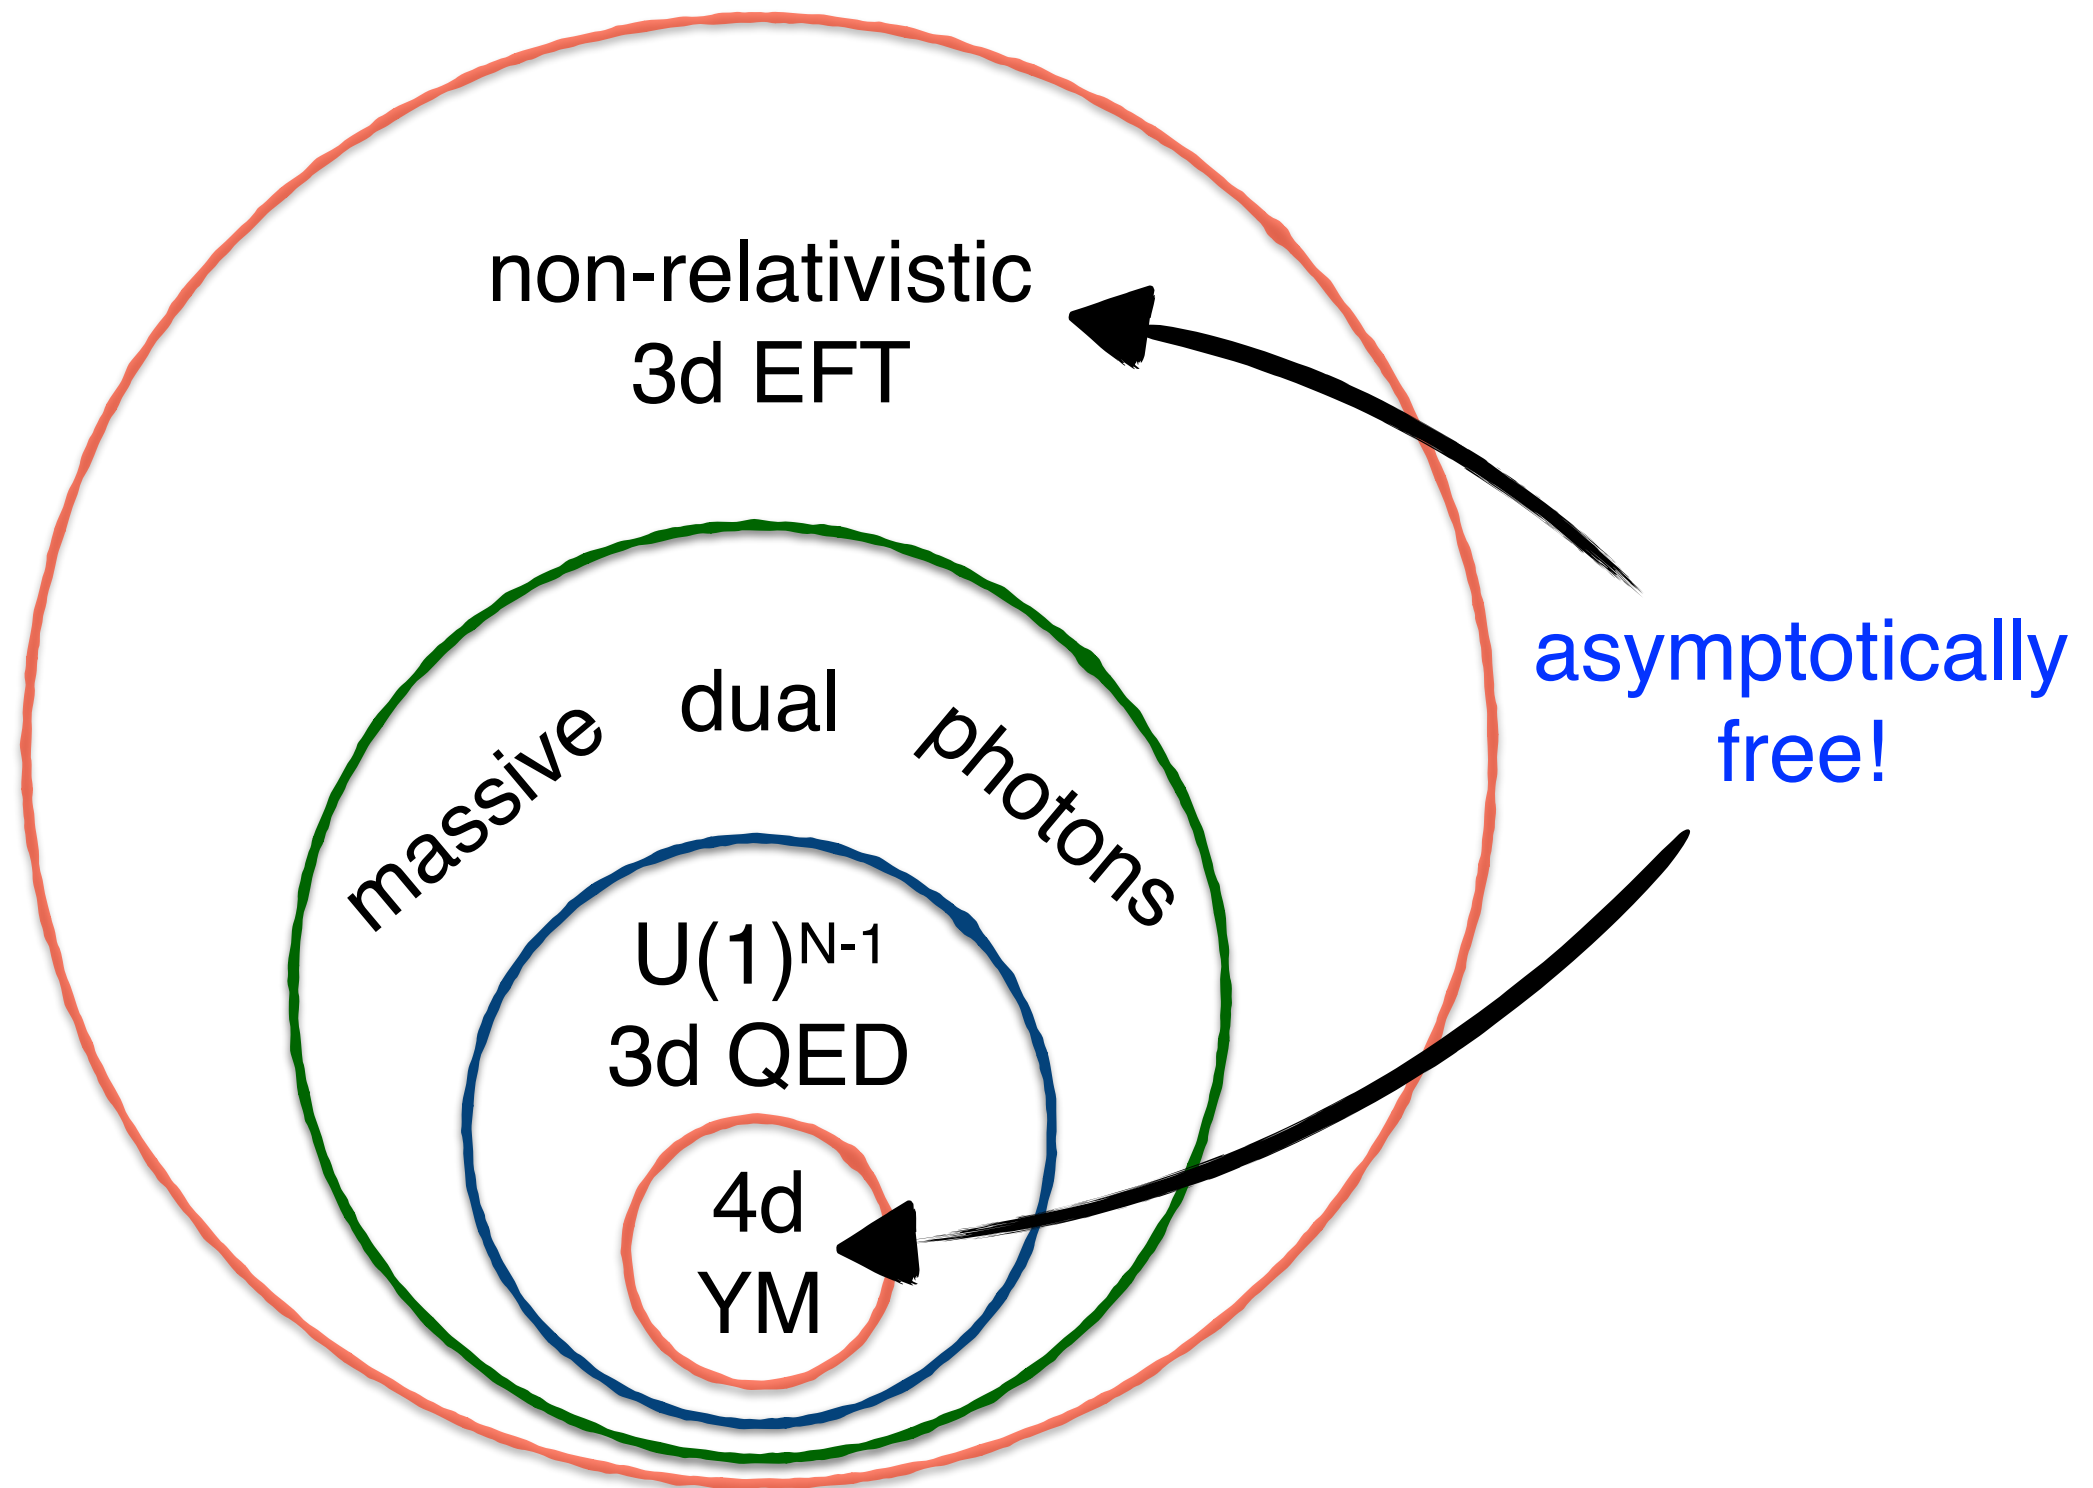 non-relativistic
3d EFT
massive dual photons
U(1)ᴺ⁻¹
3d QED
4d
YM
asymptotically
free!